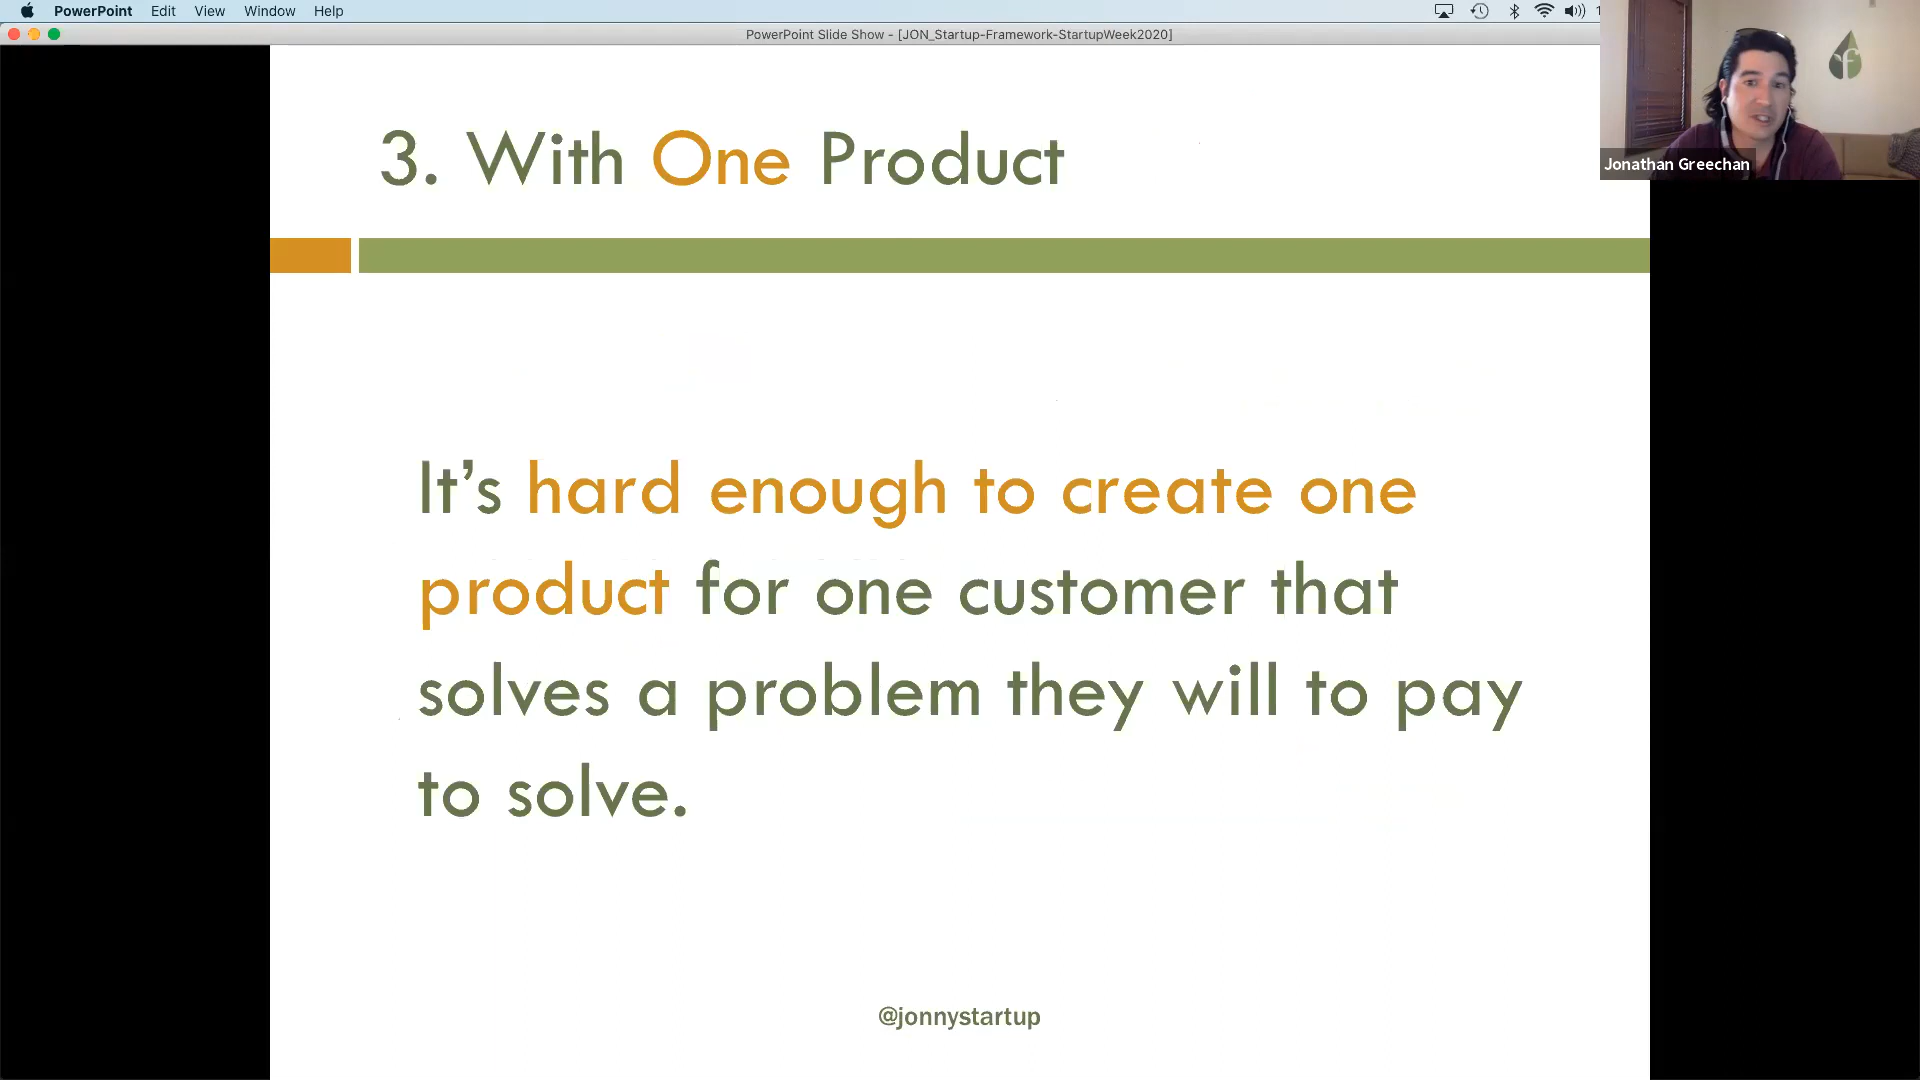 PowerPoint Edit View Window Help
PowerPoint Slide Show - [JON_Startup-Framework-StartupWeek2020]
Jonathan Greechan
3. With One Product
It’s hard enough to create one
product for one customer that
solves a problem they will to pay
to solve.
@jonnystartup